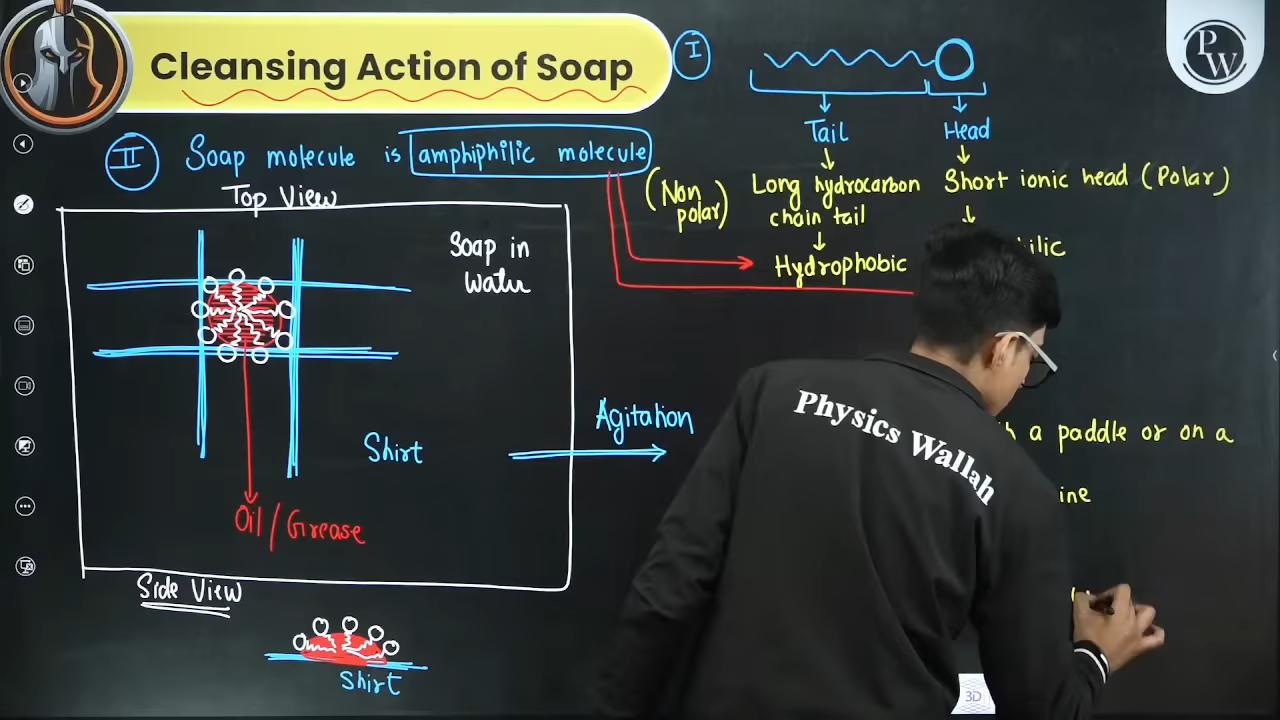 Cleansing Action of Soap
I
PW
Tail
Head
II Soap molecule is amphiphilic molecule
(Non polar)
Long hydrocarbon
chain tail
Short ionic head (Polar)
Hydrophobic
Top View
Soap in
water
Shirt
Oil / Grease
Agitation
a paddle or on a
Side View
Shirt
Physics Wallah
3D